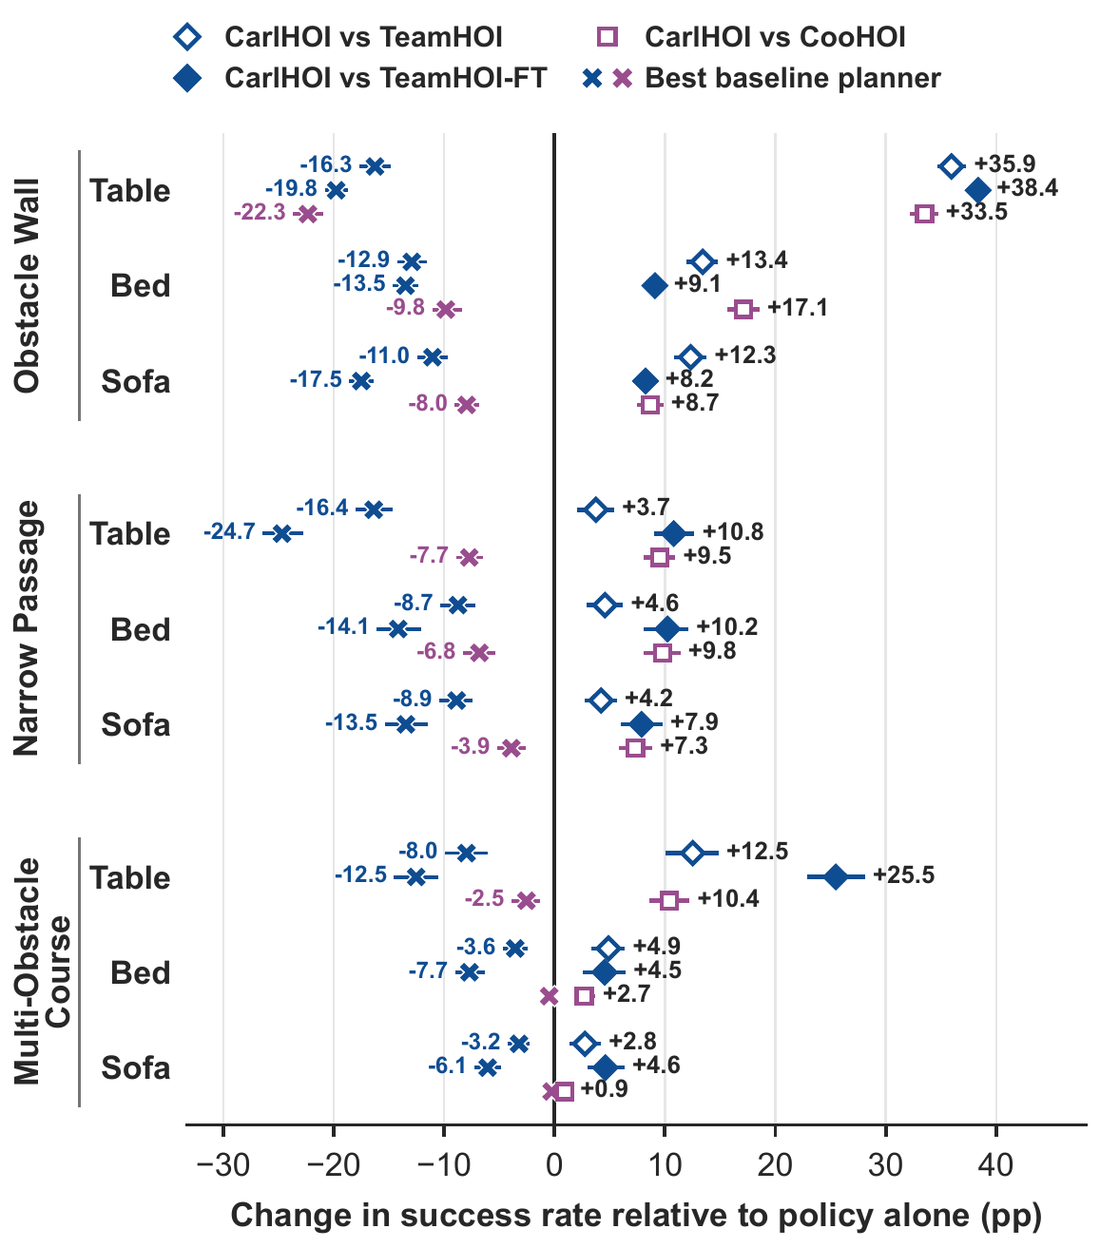 CarlHOI vs TeamHOI
CarlHOI vs CooHOI
CarlHOI vs TeamHOI-FT
Best baseline planner
Obstacle Wall
Table
-16.3
+35.9
-19.8
+38.4
-22.3
+33.5
Bed
-12.9
+13.4
-13.5
+9.1
-9.8
+17.1
Sofa
-11.0
+12.3
-17.5
+8.2
-8.0
+8.7
Narrow Passage
Table
-16.4
+3.7
-24.7
+10.8
-7.7
+9.5
Bed
-8.7
+4.6
-14.1
+10.2
-6.8
+9.8
Sofa
-8.9
+4.2
-13.5
+7.9
-3.9
+7.3
Multi-Obstacle
Course
Table
-8.0
+12.5
-12.5
+25.5
-2.5
+10.4
Bed
-3.6
+4.9
-7.7
+4.5
+2.7
Sofa
-3.2
+2.8
-6.1
+4.6
+0.9
−30 −20 −10 0 10 20 30 40
Change in success rate relative to policy alone (pp)